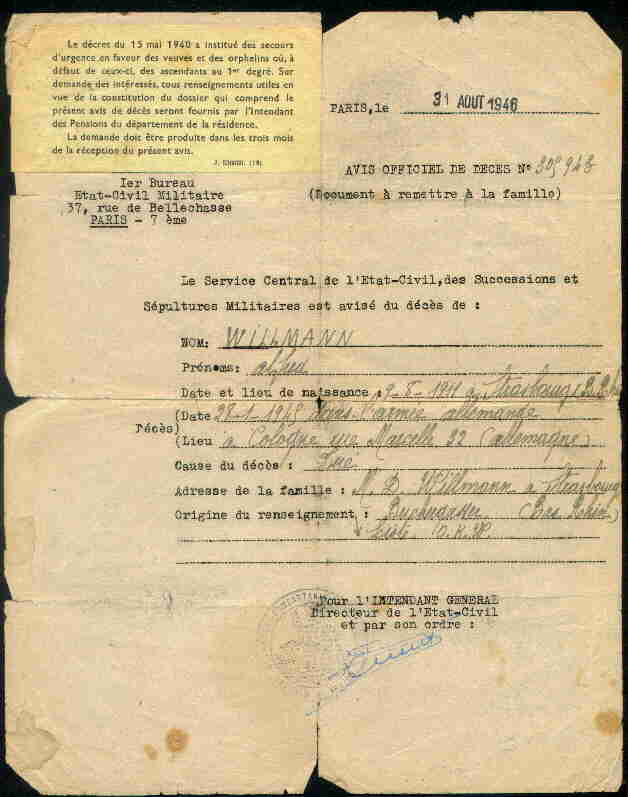 Le décret du 15 mai 1940 a institué des secours
d'urgence en faveur des veuves et des orphelins où, à
défaut de ceux-ci, des ascendants au 1er degré. Sur
demande des intéressés, tous renseignements utiles en
vue de la constitution du dossier qui comprend le
présent avis de décès seront fournis par l'Intendant
des Pensions du département de la résidence.
La demande doit être produite dans les trois mois
de la réception du présent avis.
PARIS, le 31 AOUT 1946
AVIS OFFICIEL DE DECES N° 305943
(Document à remettre à la famille)
Ier Bureau
Etat-Civil Militaire
37, rue de Bellechasse
PARIS - 7 ème
Le Service Central de l'Etat-Civil, des Successions et
Sépultures Militaires est avisé du décès de :
NOM: WILLMANN
Prénoms: alfred
Date et lieu de naissance : 9-8-1911 à Strasbourg (B. Rhin
Décès)
(Date 28-1-1945 dans l'armée allemande
(Lieu à Cologne rue Marcelle 32 (allemagne)
Cause du décès : Tué
Adresse de la famille : M. D. Willmann à Strasbourg
Origine du renseignement : (Bas Rhin)
Liste
Pour l'INTENDANT GENERAL
Directeur de l'Etat-Civil
et par son ordre :